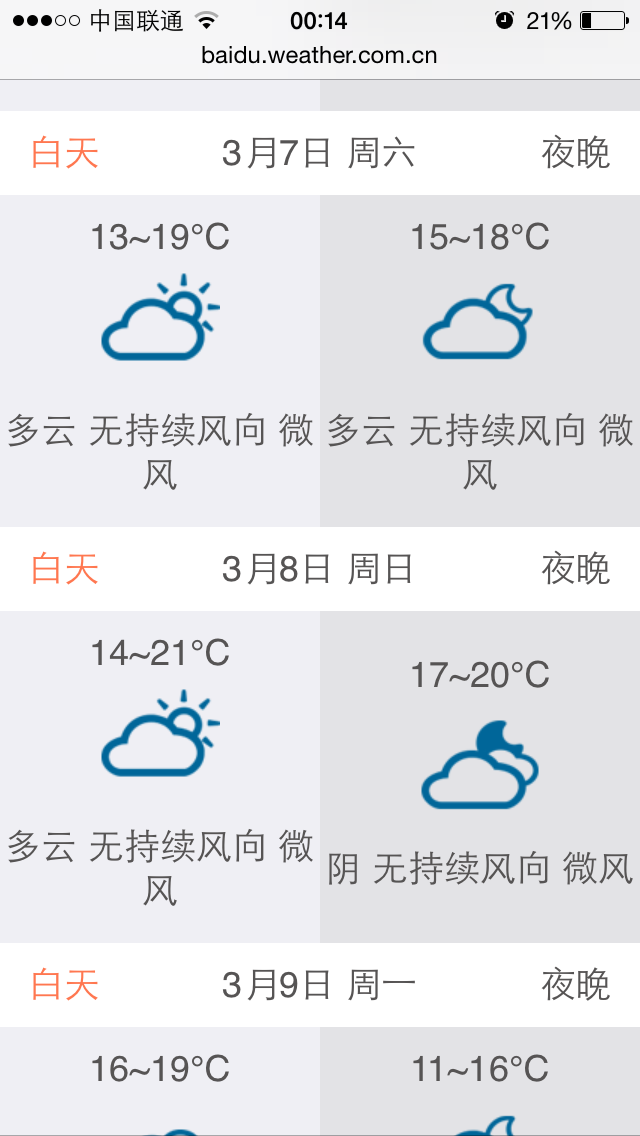 中国联通 00:14 21%
baidu.weather.com.cn
白天 3月7日 周六 夜晚
13~19°C
多云 无持续风向 微
风
15~18°C
多云 无持续风向 微
风
白天 3月8日 周日 夜晚
14~21°C
多云 无持续风向 微
风
17~20°C
阴 无持续风向 微风
白天 3月9日 周一 夜晚
16~19°C
11~16°C